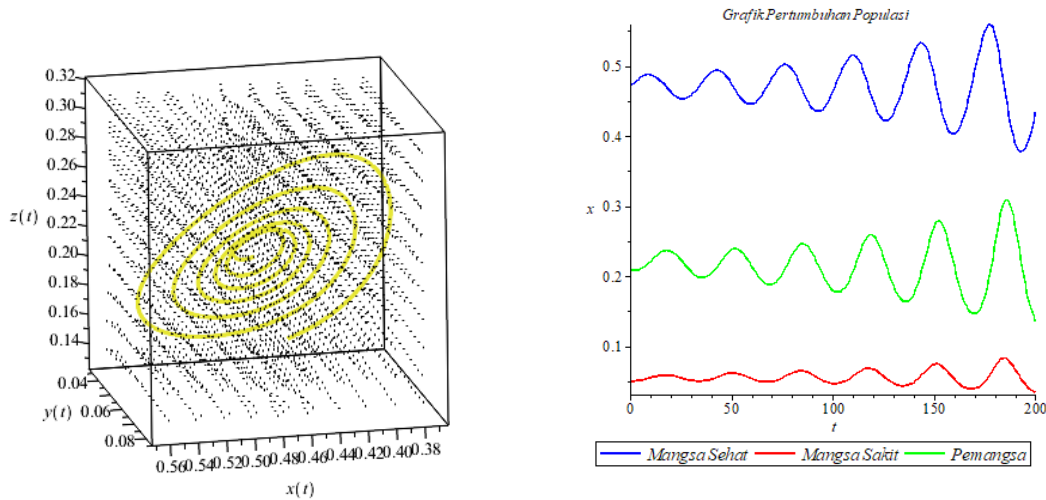 0.32
0.30
0.28
0.26
0.24
z(t) 0.22
0.20
0.18
0.16
0.14
0.04
y(t) 0.06
0.08
0.56 0.54 0.52 0.50 0.48 0.46 0.44 0.42 0.40 0.38
x(t)
Grafik Pertumbuhan Populasi
0.5
0.4
0.3
x
0.2
0.1
0 50 100 150 200
t
Mangsa Sehat Mangsa Sakit Pemangsa